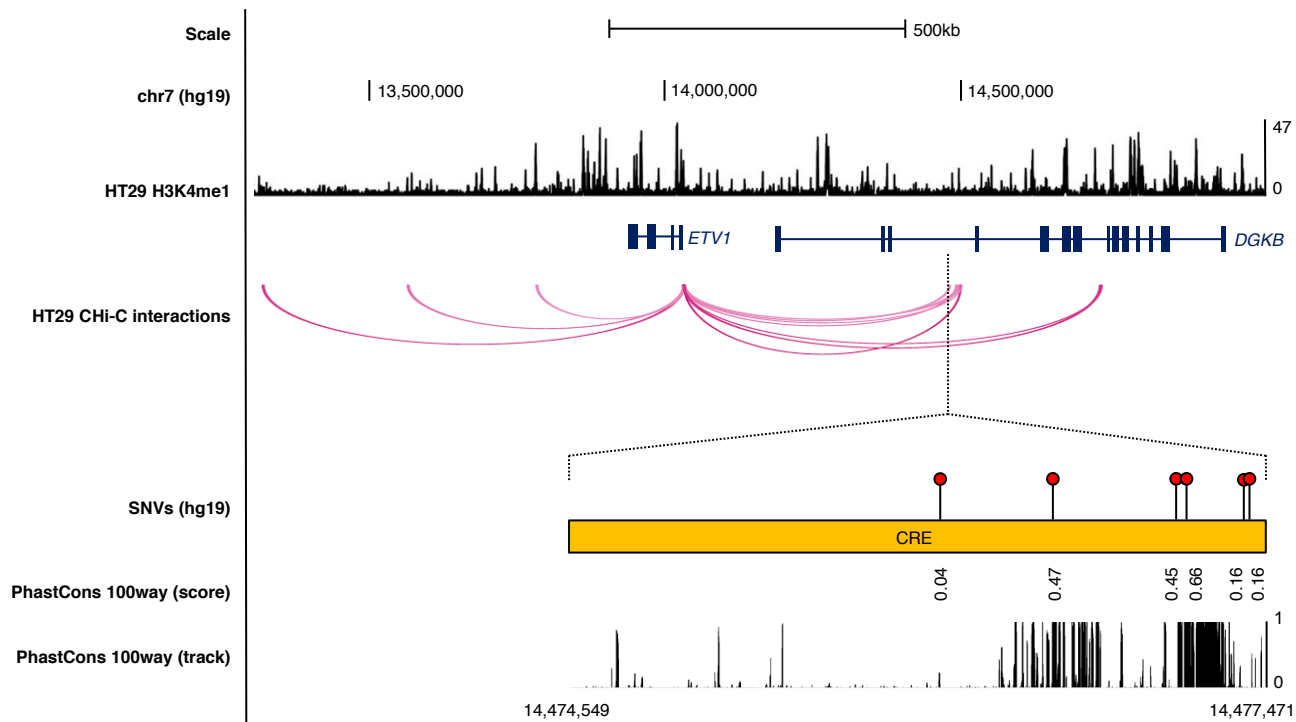 Scale
500kb
chr7 (hg19)
13,500,000
14,000,000
14,500,000
47
HT29 H3K4me1
0
ETV1
DGKB
HT29 CHi-C interactions
SNVs (hg19)
CRE
PhastCons 100way (score)
0.04
0.47
0.45
0.66
0.16
0.16
1
PhastCons 100way (track)
0
14,474,549
14,477,471